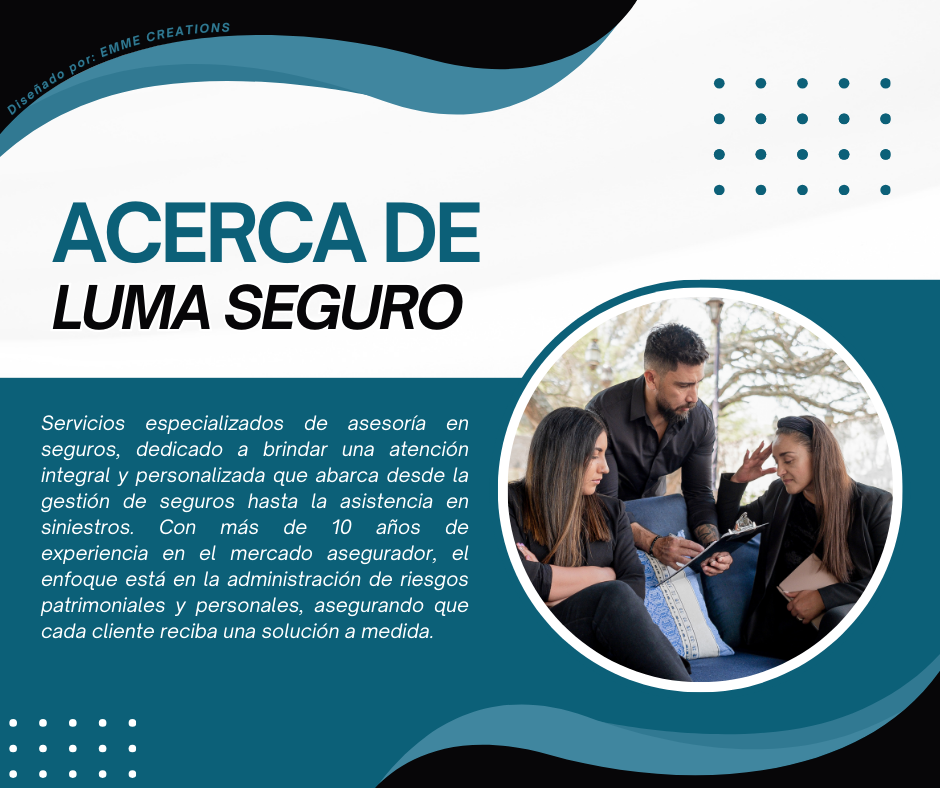 Diseñado por: EMME CREATIONS
ACERCA DE
LUMA SEGURO
Servicios especializados de asesoría en
seguros, dedicado a brindar una atención
integral y personalizada que abarca desde la
gestión de seguros hasta la asistencia en
siniestros. Con más de 10 años de
experiencia en el mercado asegurador, el
enfoque está en la administración de riesgos
patrimoniales y personales, asegurando que
cada cliente reciba una solución a medida.